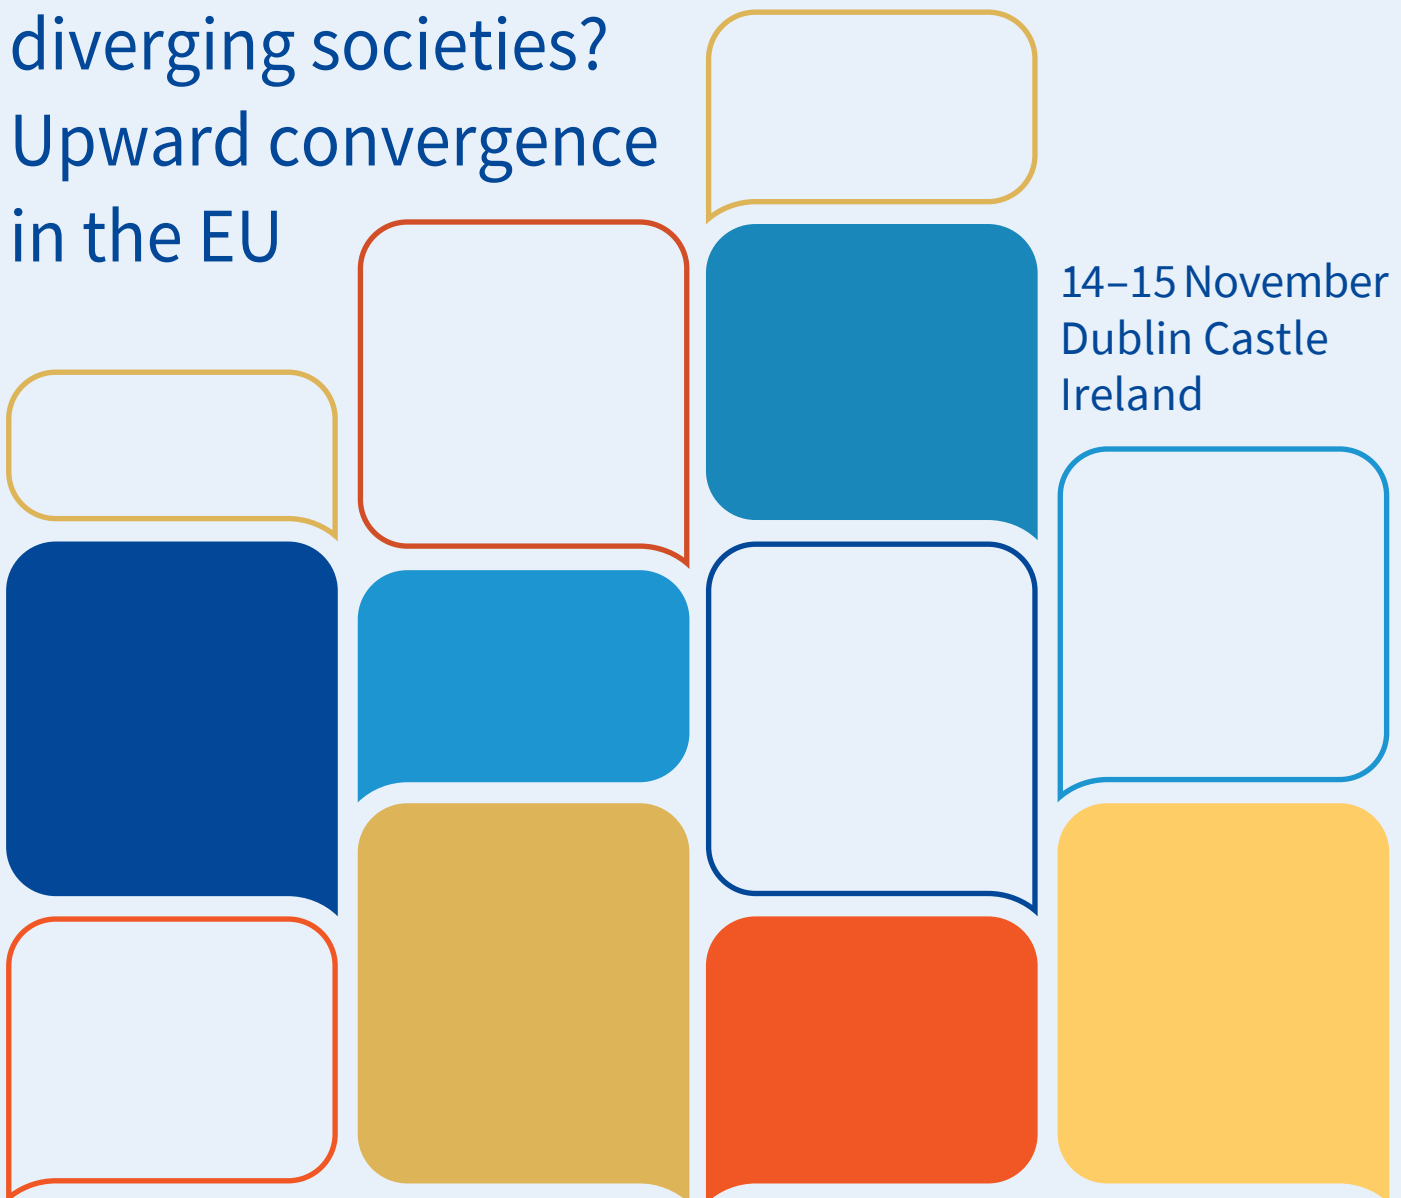 diverging societies?
Upward convergence
in the EU
14–15 November
Dublin Castle
Ireland